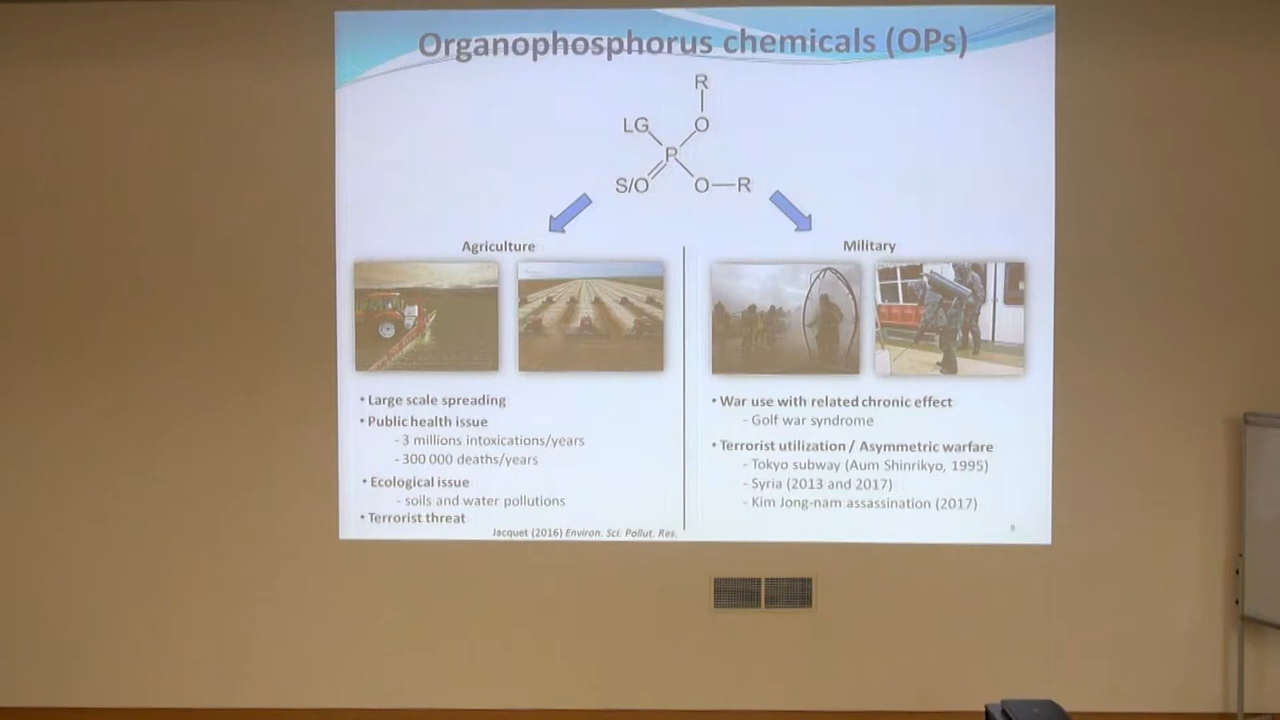 Organophosphorus chemicals (OPs)
R
LG
O
P
S/O
O
R
Agriculture
• Large scale spreading
• Public health issue
- 3 millions intoxications/years
- 300 000 deaths/years
• Ecological issue
- soils and water pollutions
• Terrorist threat
Jacquet (2016) Environ. Sci. Pollut. Res.
Military
• War use with related chronic effect
- Golf war syndrome
• Terrorist utilization / Asymmetric warfare
- Tokyo subway (Aum Shinrikyo, 1995)
- Syria (2013 and 2017)
- Kim Jong-nam assassination (2017)
9